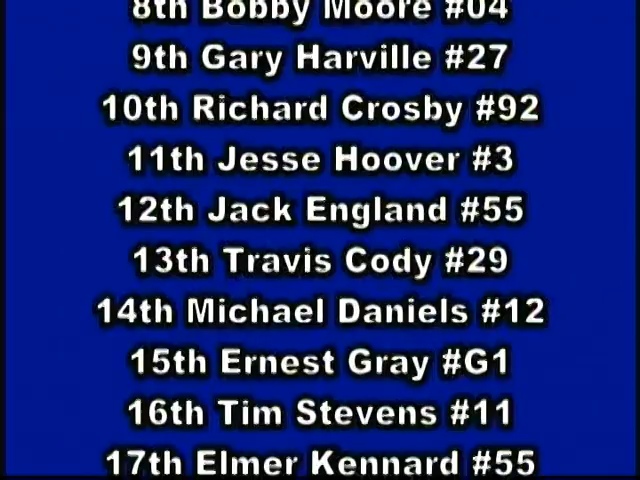 8th Bobby Moore #04
9th Gary Harville #27
10th Richard Crosby #92
11th Jesse Hoover #3
12th Jack England #55
13th Travis Cody #29
14th Michael Daniels #12
15th Ernest Gray #G1
16th Tim Stevens #11
17th Elmer Kennard #55